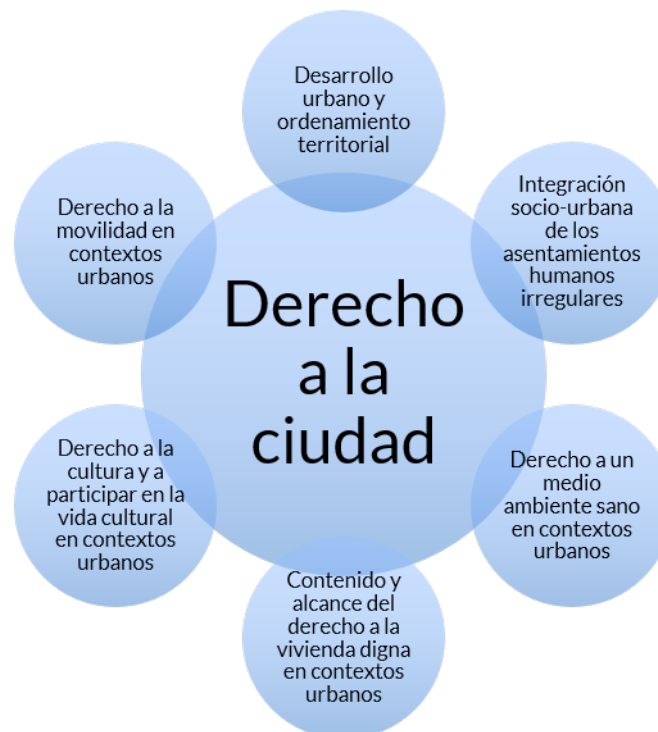 Desarrollo
urbano y
ordenamiento
territorial
Integración
socio-urbana
de los
asentamientos
humanos
irregulares
Derecho a la
movilidad en
contextos
urbanos
Derecho
a la
ciudad
Derecho a la
cultura y a
participar en la
vida cultural
en contextos
urbanos
Derecho a un
medio
ambiente sano
en contextos
urbanos
Contenido y
alcance del
derecho a la
vivienda digna
en contextos
urbanos